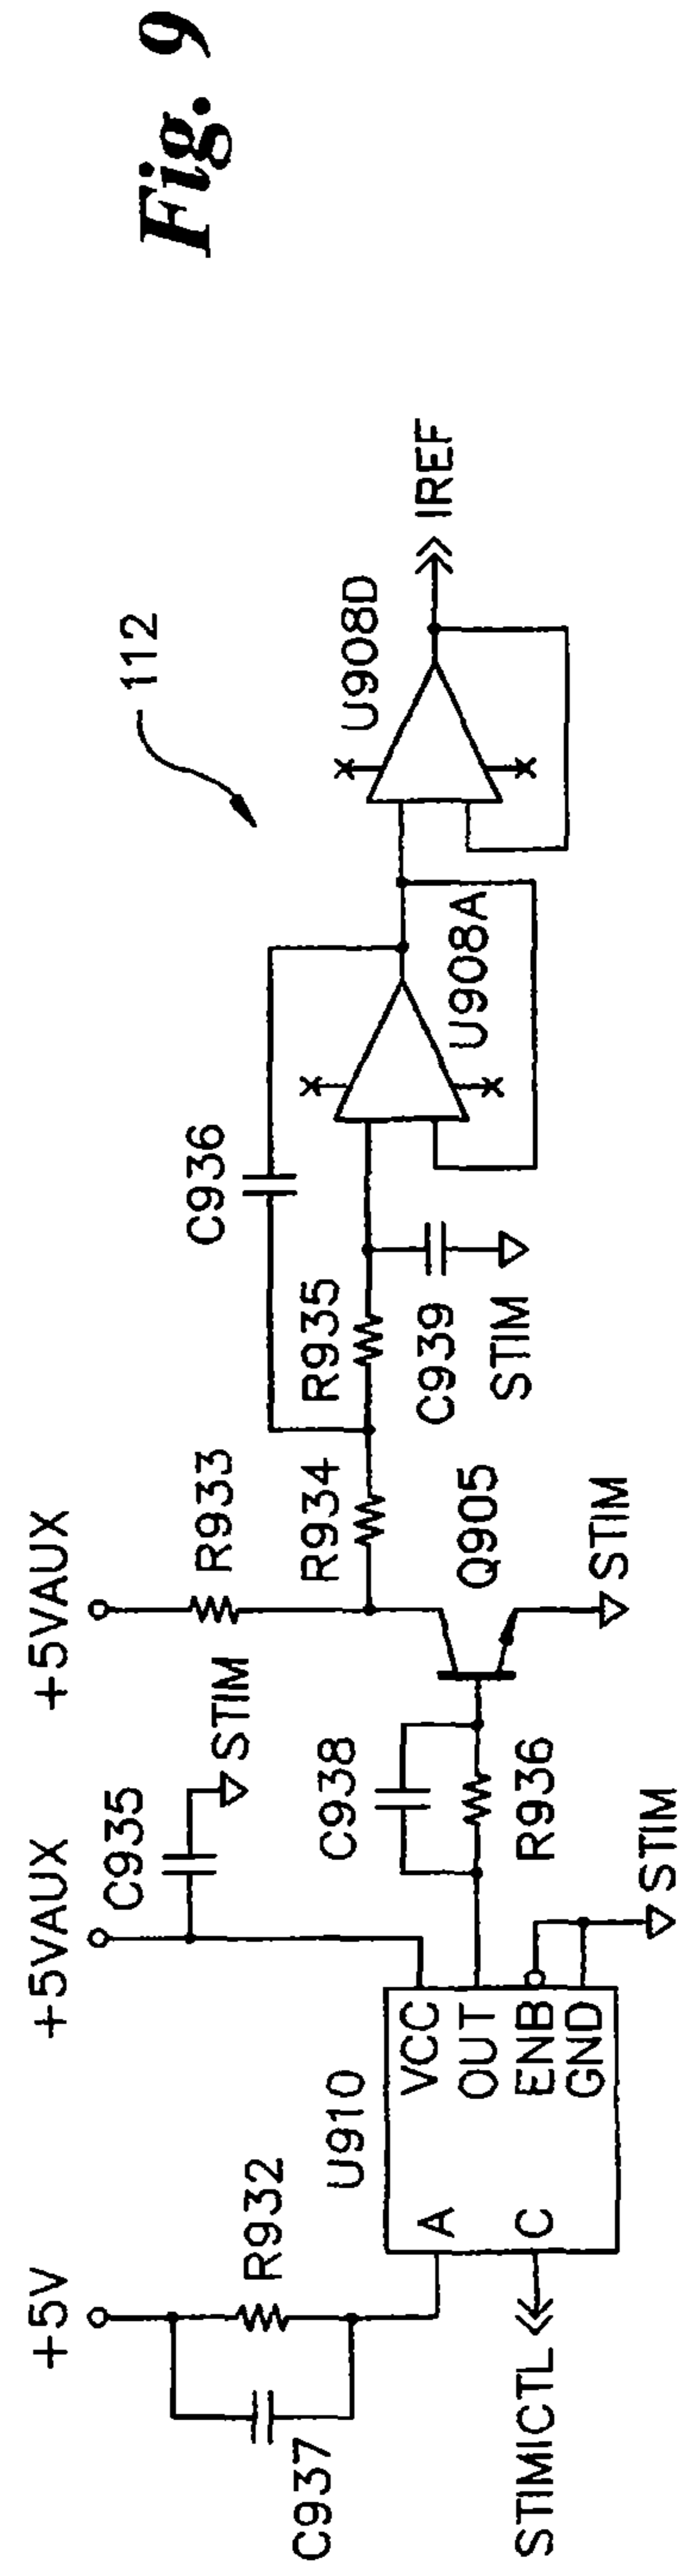 Fig. 9
112
+5V
+5VAUX
+5VAUX
C937
R932
U910
A
C
VCC
OUT
ENB
GND
STIMICTL
C935
STIM
STIM
C938
R936
R933
R934
Q905
STIM
C936
R935
C939
STIM
U908A
U908D
IREF